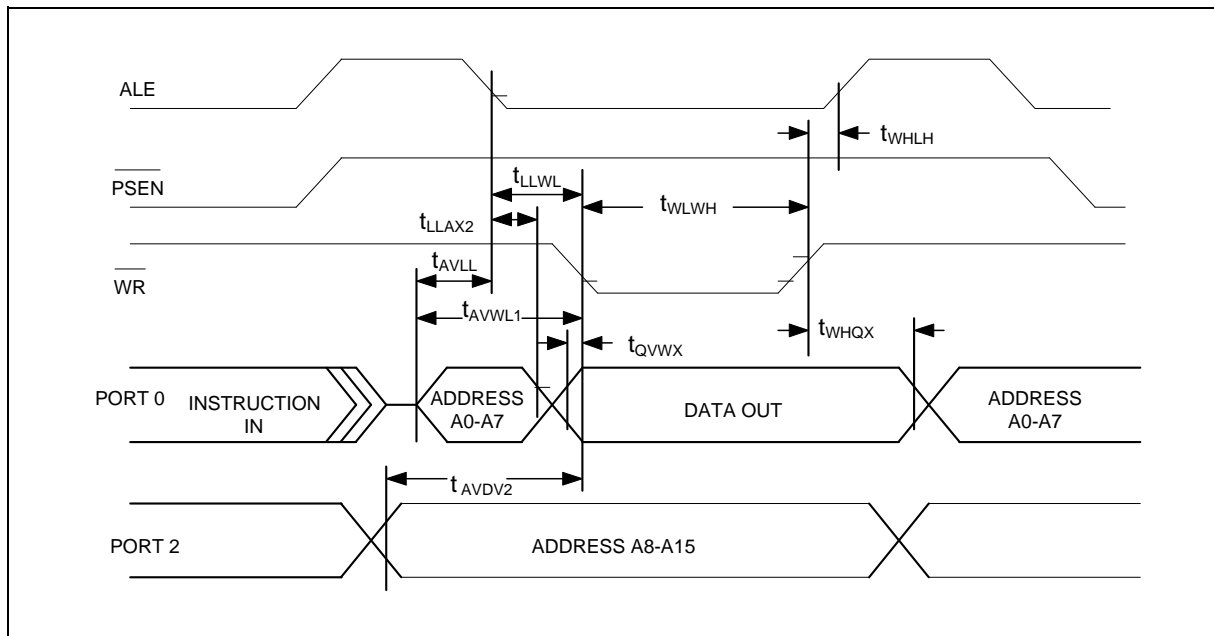 ALE
tWHLH
PSEN
tLLWL
tWLWH
tLLAX2
WR
tAVLL
tAVWL1
tWHQX
tQVWX
PORT 0
INSTRUCTION
IN
ADDRESS
A0-A7
DATA OUT
ADDRESS
A0-A7
tAVDV2
PORT 2
ADDRESS A8-A15